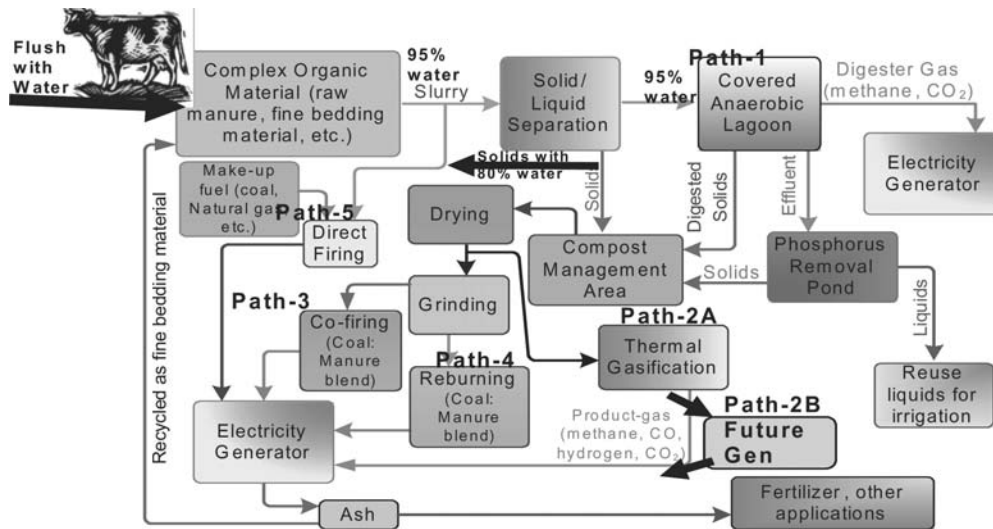 Flush
with
Water
Complex Organic
Material (raw
manure, fine bedding
material, etc.)
95%
water
Slurry
Solid/
Liquid
Separation
95%
water
Path-1
Covered
Anaerobic
Lagoon
Digester Gas
(methane, CO₂)
Electricity
Generator
Solids with
80% water
Solids
Digested
Solids
Effluent
Make-up
fuel (coal,
Natural gas
etc.)
Path-5
Direct
Firing
Drying
Compost
Management
Area
Solids
Phosphorus
Removal
Pond
Liquids
Reuse
liquids for
irrigation
Recycled as fine bedding material
Path-3
Co-firing
(Coal:
Manure
blend)
Grinding
Path-4
Reburning
(Coal:
Manure
blend)
Path-2A
Thermal
Gasification
Path-2B
Future
Gen
Product-gas
(methane, CO,
hydrogen, CO₂)
Electricity
Generator
Ash
Fertilizer, other
applications